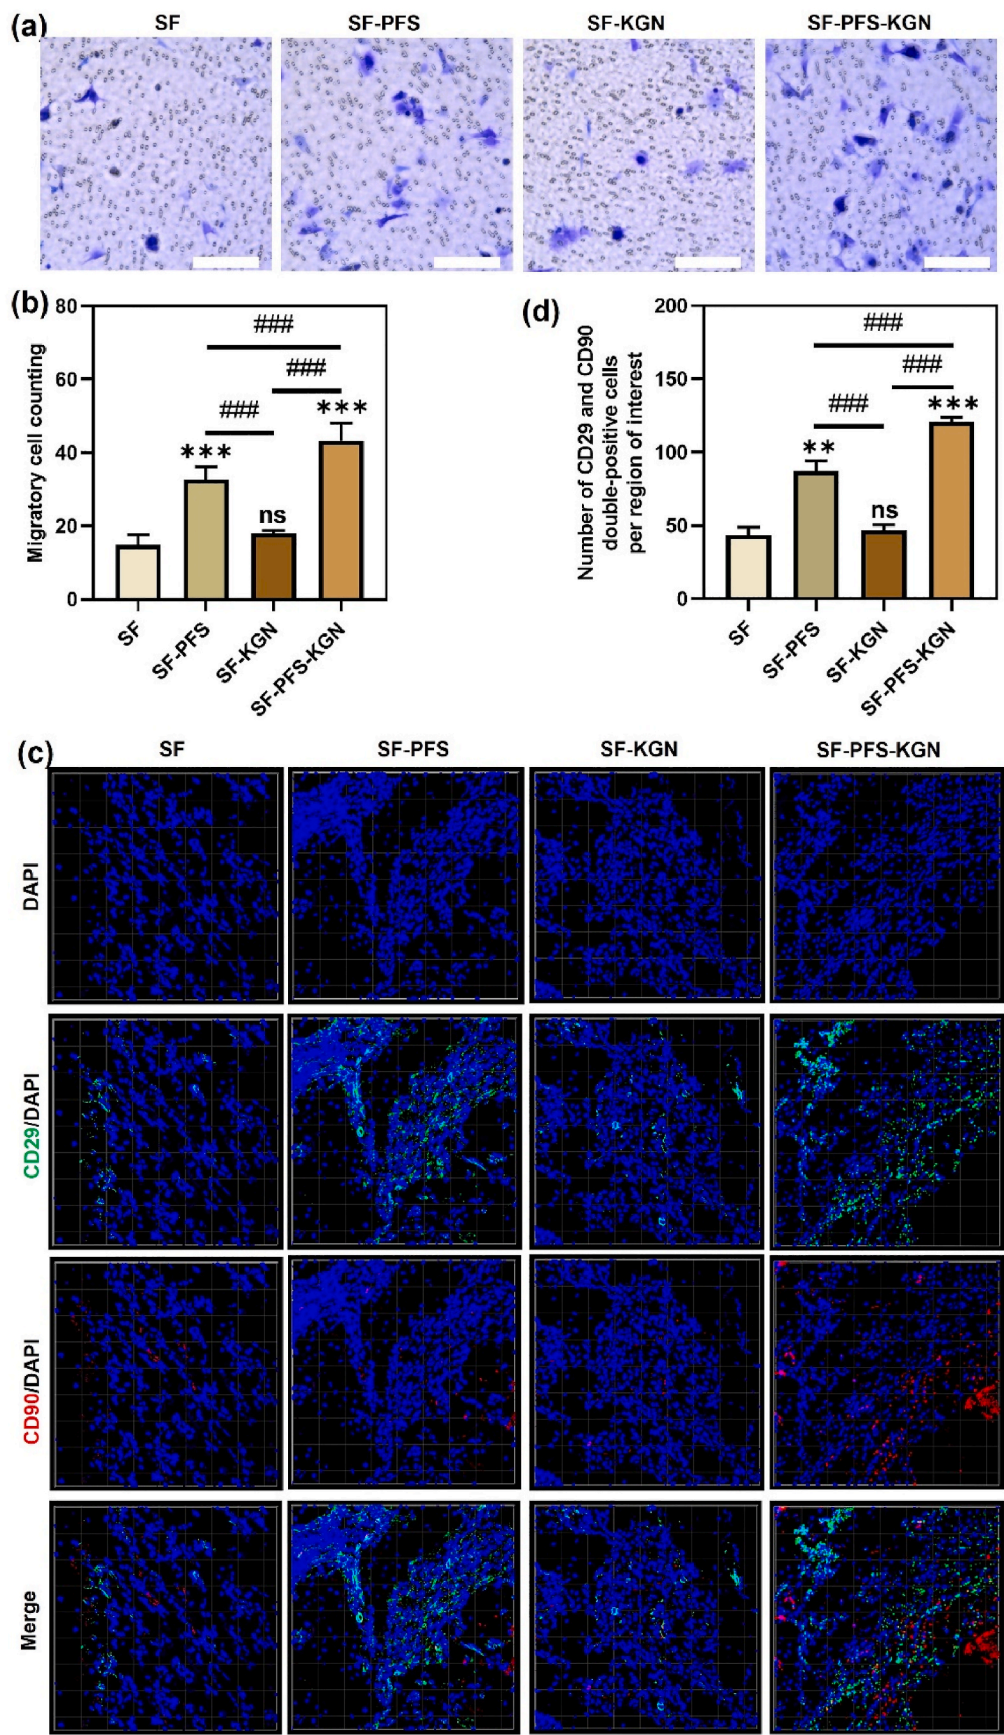 (a)
SF SF-PFS SF-KGN SF-PFS-KGN
(b)
Migratory cell counting
80
60
40
20
0
###
###
###
***
***
ns
SF
SF-PFS
SF-KGN
SF-PFS-KGN
(d)
Number of CD29 and CD90
double-positive cells
per region of interest
200
150
100
50
0
###
###
###
***
**
ns
SF
SF-PFS
SF-KGN
SF-PFS-KGN
(c)
SF SF-PFS SF-KGN SF-PFS-KGN
DAPI
CD29/DAPI
CD90/DAPI
Merge